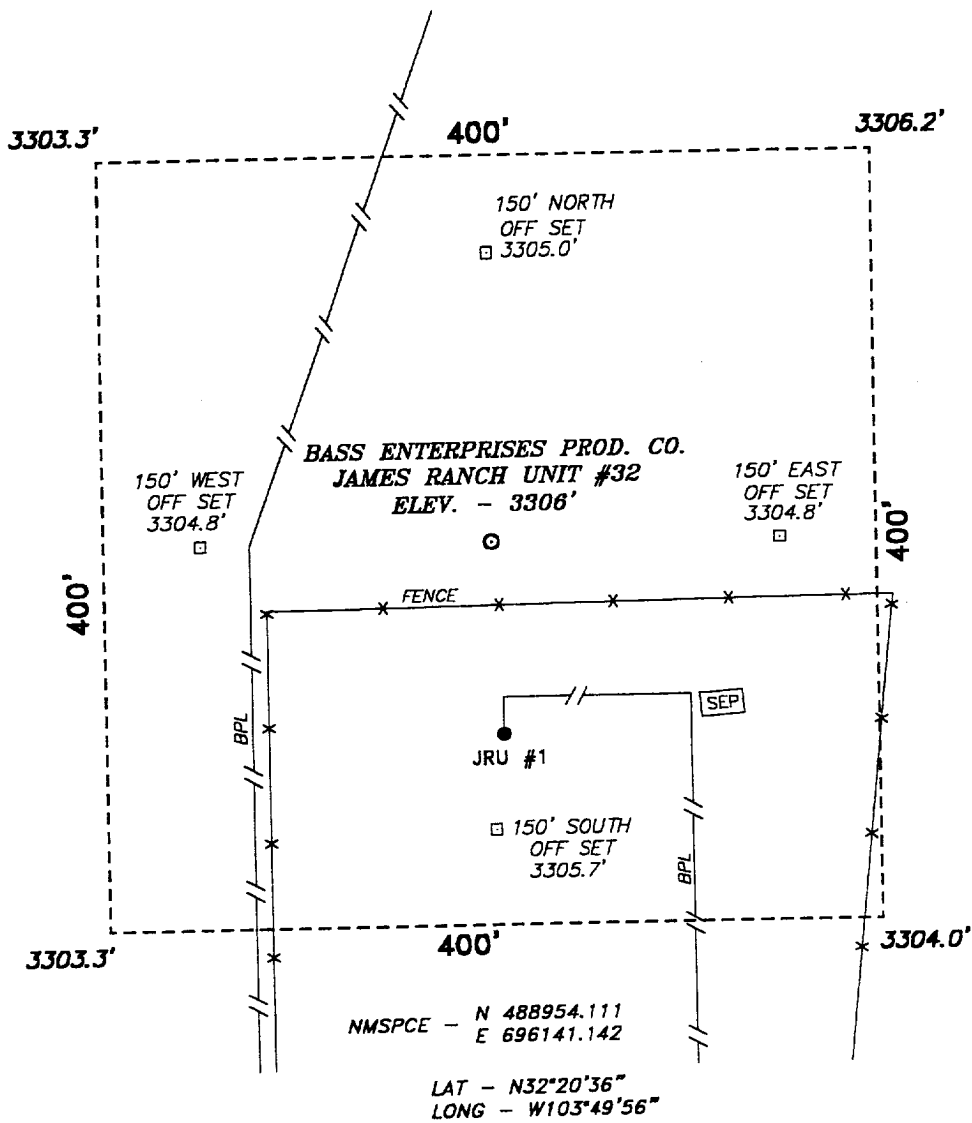 3303.3'
400'
3306.2'
150' NORTH
OFF SET
3305.0'
BASS ENTERPRISES PROD. CO.
JAMES RANCH UNIT #32
ELEV. - 3306'
150' WEST
OFF SET
3304.8'
150' EAST
OFF SET
3304.8'
400'
400'
FENCE
SEP
BPL
JRU #1
150' SOUTH
OFF SET
3305.7'
BPL
3303.3'
400'
3304.0'
NMSPCE - N 488954.111
E 696141.142
LAT - N32°20'36"
LONG - W103°49'56"